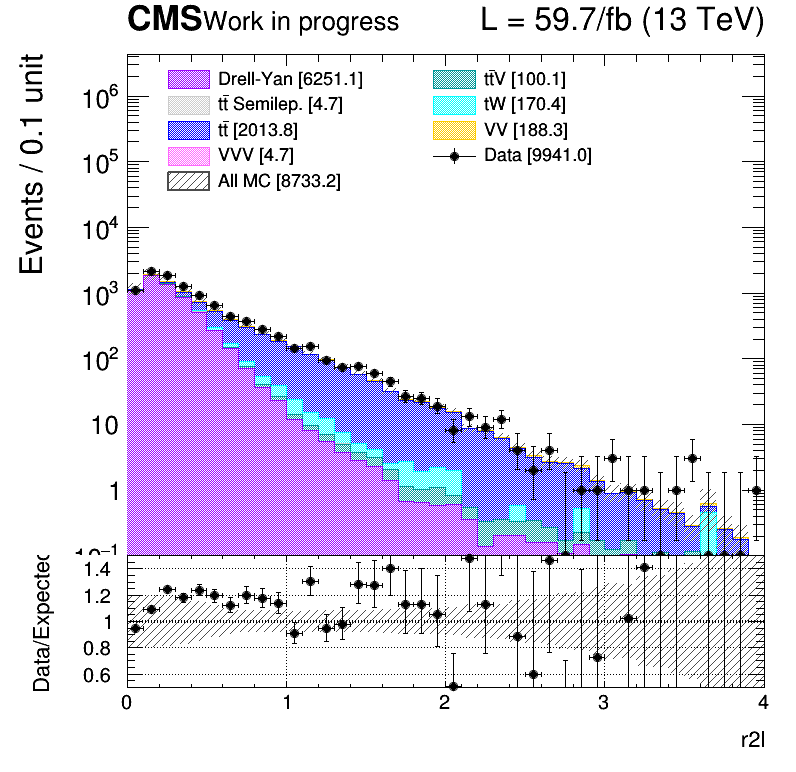 CMS Work in progress L = 59.7/fb (13 TeV)
Events / 0.1 unit
10⁶
10⁵
10⁴
10³
10²
10
1
10⁻¹
Drell-Yan [6251.1]
tt̄ Semilep. [4.7]
tt̄ [2013.8]
VVV [4.7]
All MC [8733.2]
tt̄V [100.1]
tW [170.4]
VV [188.3]
Data [9941.0]
Data/Expected
1.4
1.2
1
0.8
0.6
0 1 2 3 4
r2l